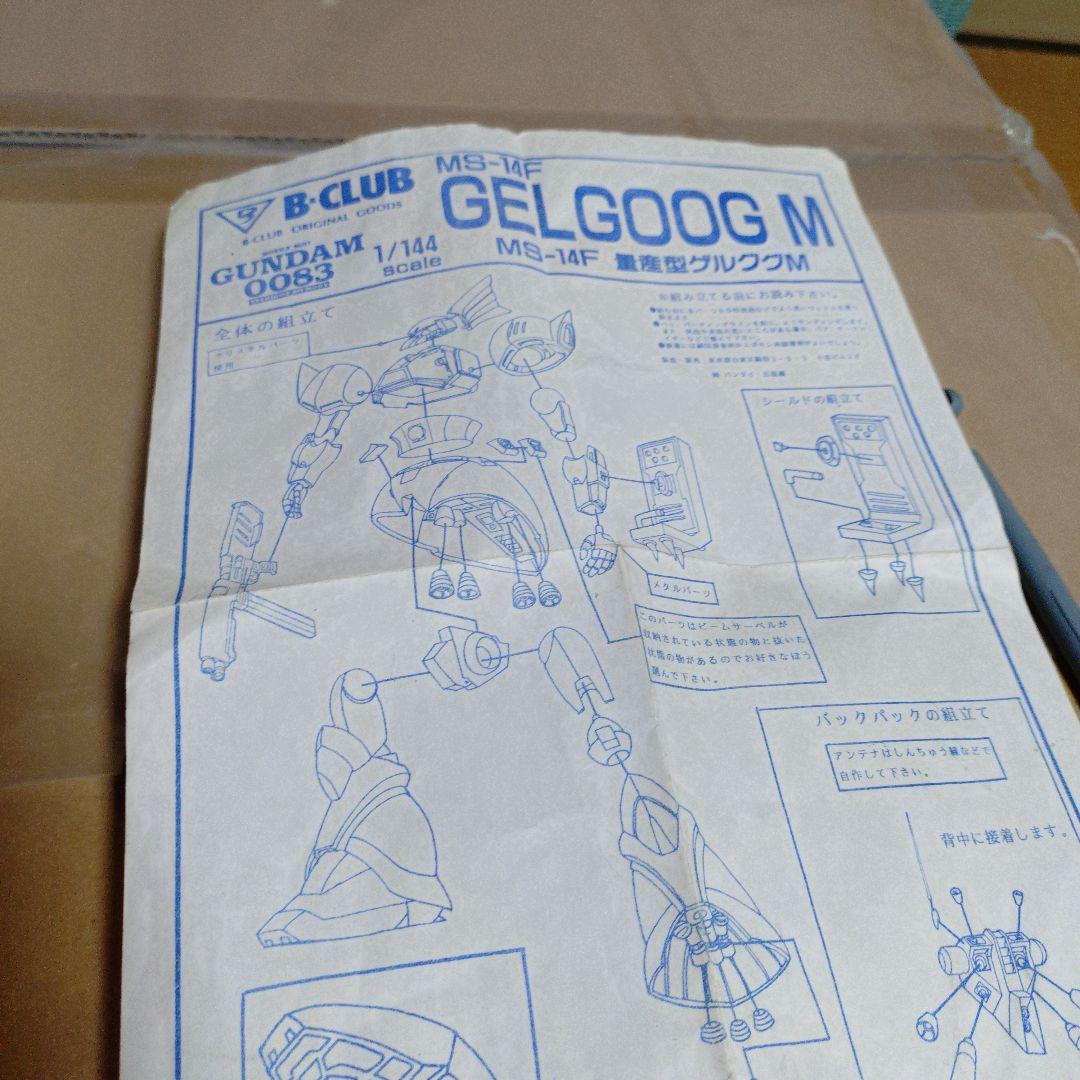 B-CLUB
B-CLUB ORIGINAL GOODS
MS-14F
GELGOOG M
GUNDAM
0083
1/144
scale
MS-14F 量産型ゲルググM
全体の組立て
クリスタルパーツ
使用
組み立てる前にお読み下さい。
シールドの組立て
メタルパーツ
このパーツはビームサーベルが
収納されている状態の物と抜いた
状態の物があるのでお好きなほう
選んで下さい。
バックパックの組立て
アンテナはしんちゅう線などで
自作して下さい。
背中に接着します。